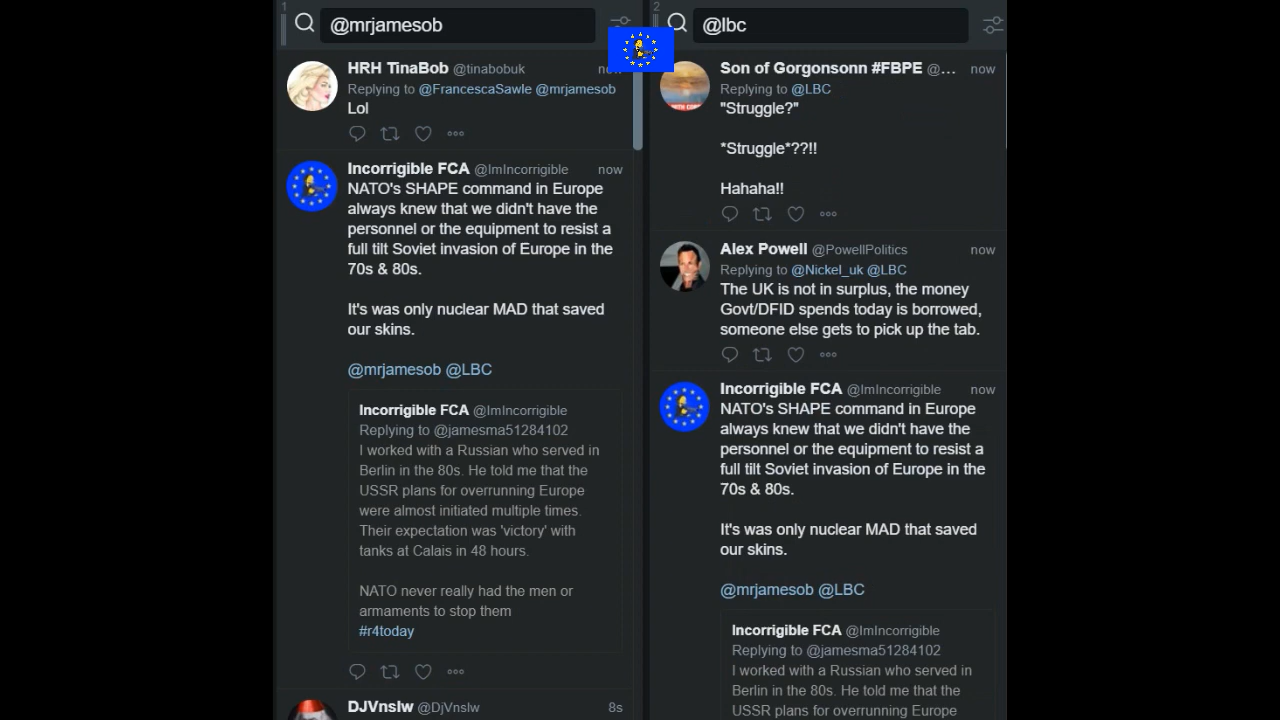 1
@mrjamesob
HRH TinaBob @tinabobuk now
Replying to @FrancescaSawle @mrjamesob
Lol
Incorrigible FCA @ImIncorrigible now
NATO's SHAPE command in Europe
always knew that we didn't have the
personnel or the equipment to resist a
full tilt Soviet invasion of Europe in the
70s & 80s.
It's was only nuclear MAD that saved
our skins.
@mrjamesob @LBC
Incorrigible FCA @ImIncorrigible
Replying to @jamesma51284102
I worked with a Russian who served in
Berlin in the 80s. He told me that the
USSR plans for overrunning Europe
were almost initiated multiple times.
Their expectation was 'victory' with
tanks at Calais in 48 hours.
NATO never really had the men or
armaments to stop them
#r4today
DJVnslw @DjVnslw 8s
2
@lbc
Son of Gorgonsonn #FBPE @... now
Replying to @LBC
"Struggle?"
*Struggle*??!!
Hahaha!!
Alex Powell @PowellPolitics now
Replying to @Nickel_uk @LBC
The UK is not in surplus, the money
Govt/DFID spends today is borrowed,
someone else gets to pick up the tab.
Incorrigible FCA @ImIncorrigible now
NATO's SHAPE command in Europe
always knew that we didn't have the
personnel or the equipment to resist a
full tilt Soviet invasion of Europe in the
70s & 80s.
It's was only nuclear MAD that saved
our skins.
@mrjamesob @LBC
Incorrigible FCA @ImIncorrigible
Replying to @jamesma51284102
I worked with a Russian who served in
Berlin in the 80s. He told me that the
USSR plans for overrunning Europe